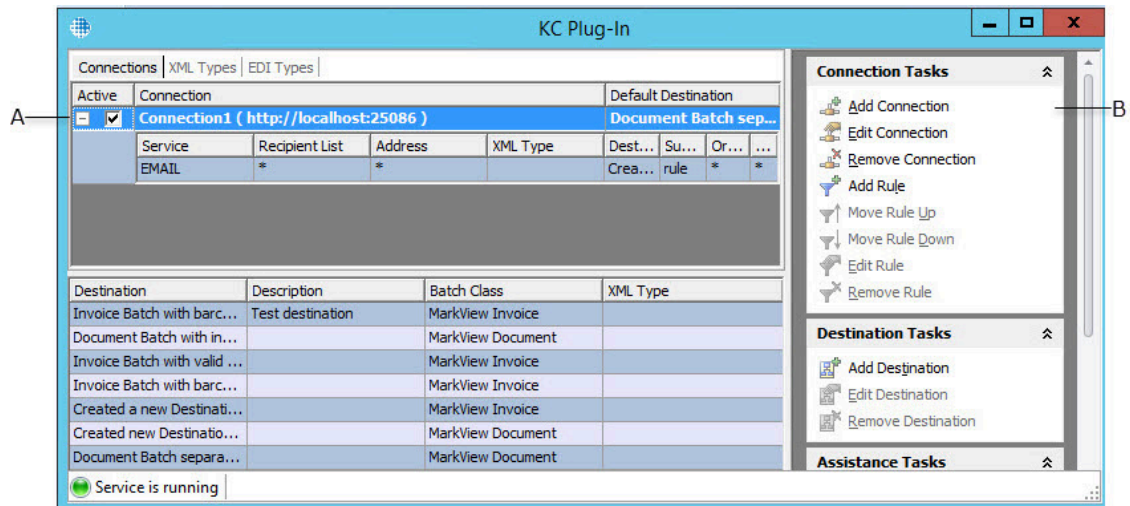 KC Plug-In
Connections XML Types EDI Types
Active Connection Default Destination
A
Connection1 ( http://localhost:25086 ) Document Batch sep...
Service Recipient List Address XML Type Dest... Su... Or... ...
EMAIL * * Crea... rule * *
Destination Description Batch Class XML Type
Invoice Batch with barc... Test destination MarkView Invoice
Document Batch with in... MarkView Document
Invoice Batch with valid ... MarkView Invoice
Invoice Batch with barc... MarkView Invoice
Created a new Destinati... MarkView Invoice
Created new Destinatio... MarkView Document
Document Batch separa... MarkView Document
Service is running
Connection Tasks
Add Connection
B
Edit Connection
Remove Connection
Add Rule
Move Rule Up
Move Rule Down
Edit Rule
Remove Rule
Destination Tasks
Add Destination
Edit Destination
Remove Destination
Assistance Tasks